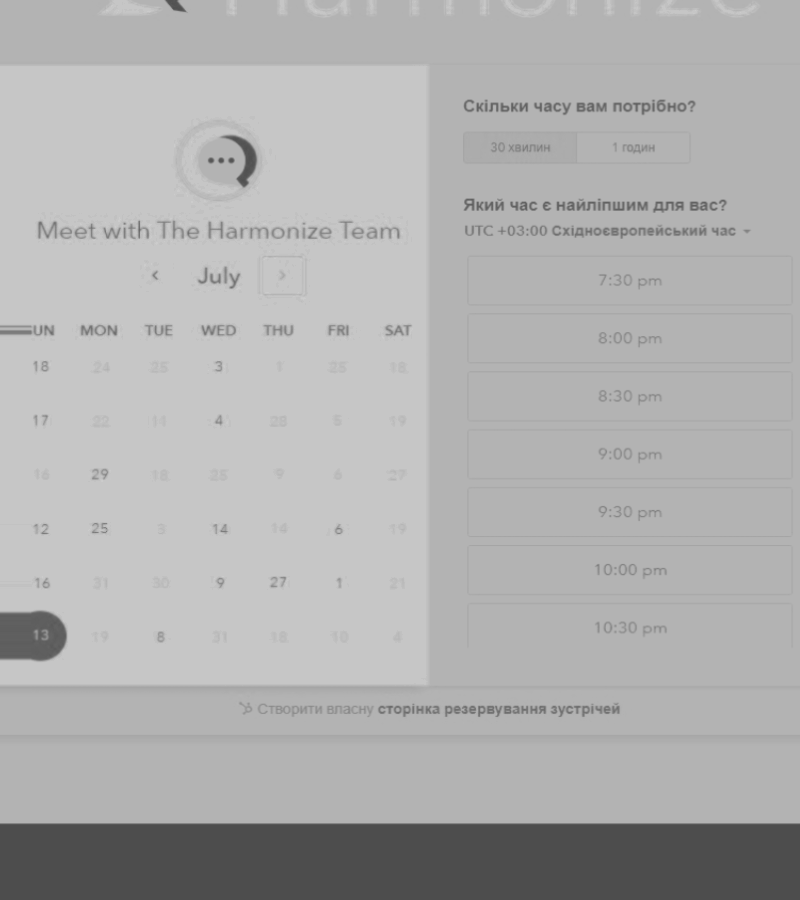 Harmonize
Meet with The Harmonize Team
July
UN MON TUE WED THU FRI SAT
18 24 25 3 1 25 18
17 22 11 4 28 5 19
16 29 18 25 9 6 27
12 25 3 14 14 6 19
16 31 30 9 27 1 21
13 19 8 31 18 10 4
Скільки часу вам потрібно?
30 хвилин 1 годин
Який час є найліпшим для вас?
UTC +03:00 Східноєвропейський час
7:30 pm
8:00 pm
8:30 pm
9:00 pm
9:30 pm
10:00 pm
10:30 pm
Створити власну сторінка резервування зустрічей